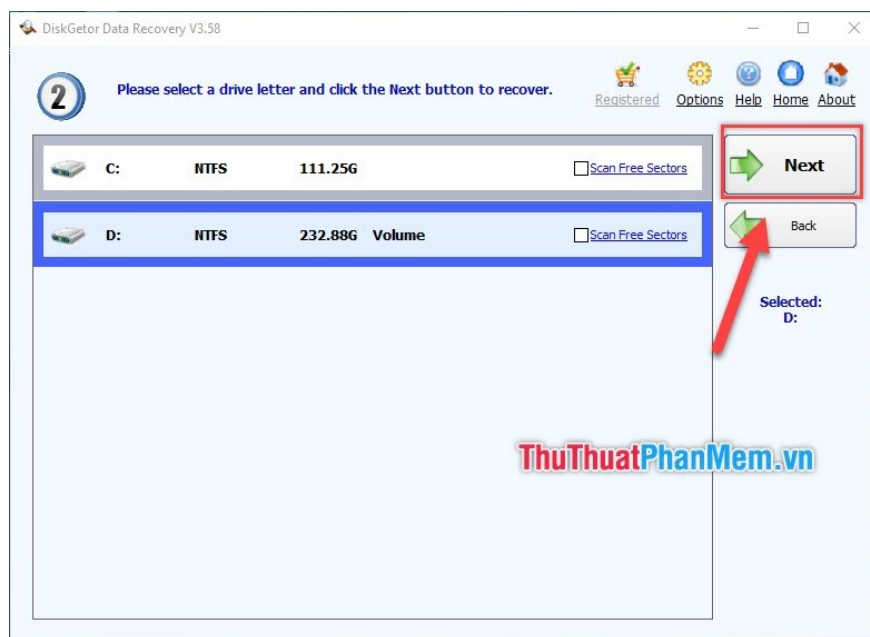 DiskGetor Data Recovery V3.58
2
Please select a drive letter and click the Next button to recover.
Registered Options Help Home About
C: NTFS 111.25G Scan Free Sectors
Next
D: NTFS 232.88G Volume Scan Free Sectors
Back
Selected:
D:
ThuThuatPhanMem.vn